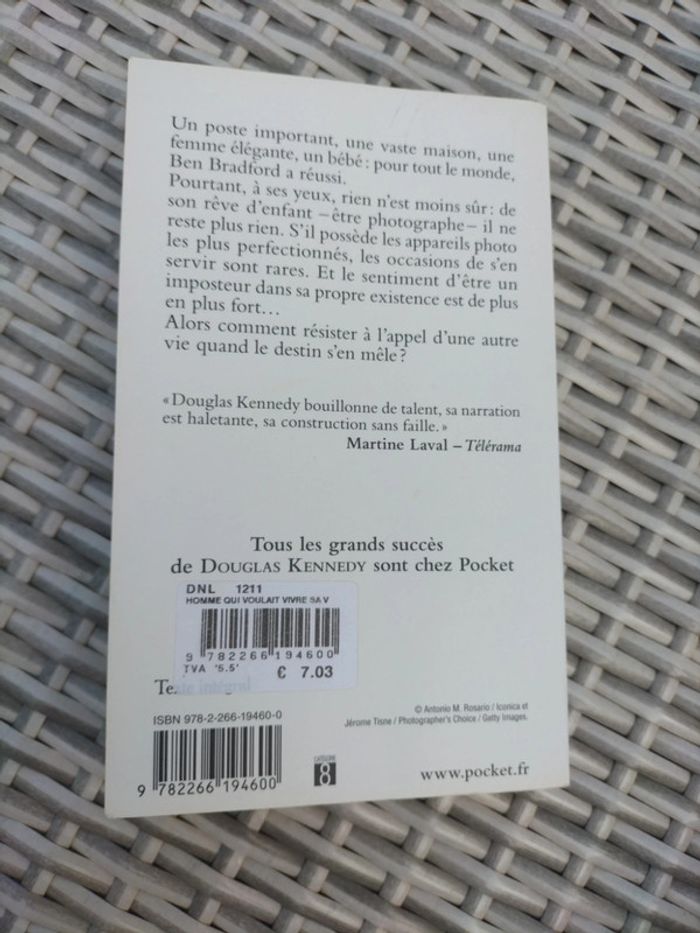 Un poste important, une vaste maison, une
femme élégante, un bébé : pour tout le monde,
Ben Bradford a réussi.
Pourtant, à ses yeux, rien n'est moins sûr : de
son rêve d'enfant – être photographe – il ne
reste plus rien. S'il possède les appareils photo
les plus perfectionnés, les occasions de s'en
servir sont rares. Et le sentiment d'être un
imposteur dans sa propre existence est de plus
en plus fort…
Alors comment résister à l'appel d'une autre
vie quand le destin s'en mêle ?
« Douglas Kennedy bouillonne de talent, sa narration
est haletante, sa construction sans faille. »
Martine Laval – Télérama
Tous les grands succès
de DOUGLAS KENNEDY sont chez Pocket
DNL 1211
HOMME QUI VOULAIT VIVRE SA V
9 782266 194600
TVA '5.5' € 7.03
Texte intégral
© Antonio M. Rosario / Iconica et
Jérome Tisne / Photographer's Choice / Getty Images.
ISBN 978-2-266-19460-0
9 782266 194600
CATÉGORIE
8
www.pocket.fr